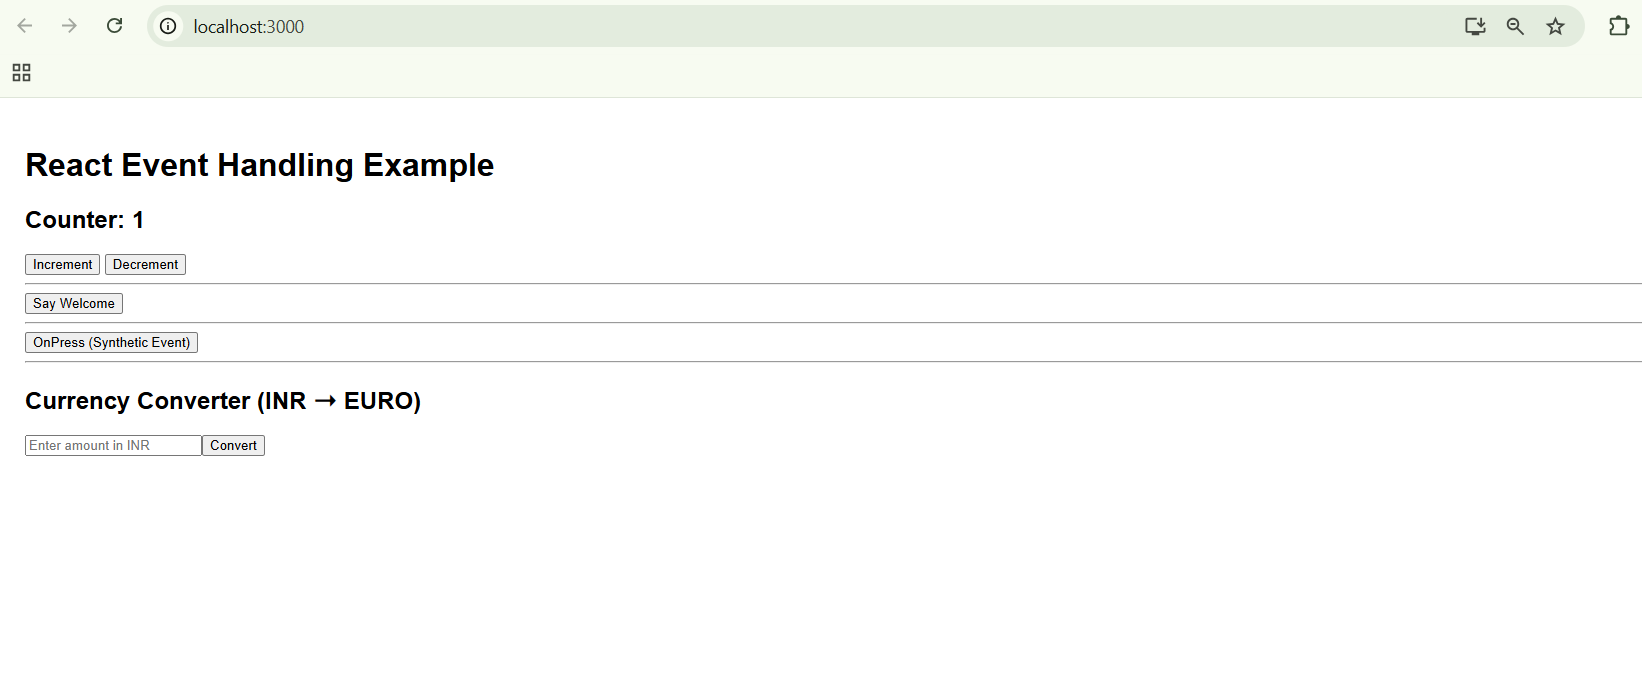 localhost:3000
React Event Handling Example
Counter: 1
Increment Decrement
Say Welcome
OnPress (Synthetic Event)
Currency Converter (INR → EURO)
Enter amount in INR Convert